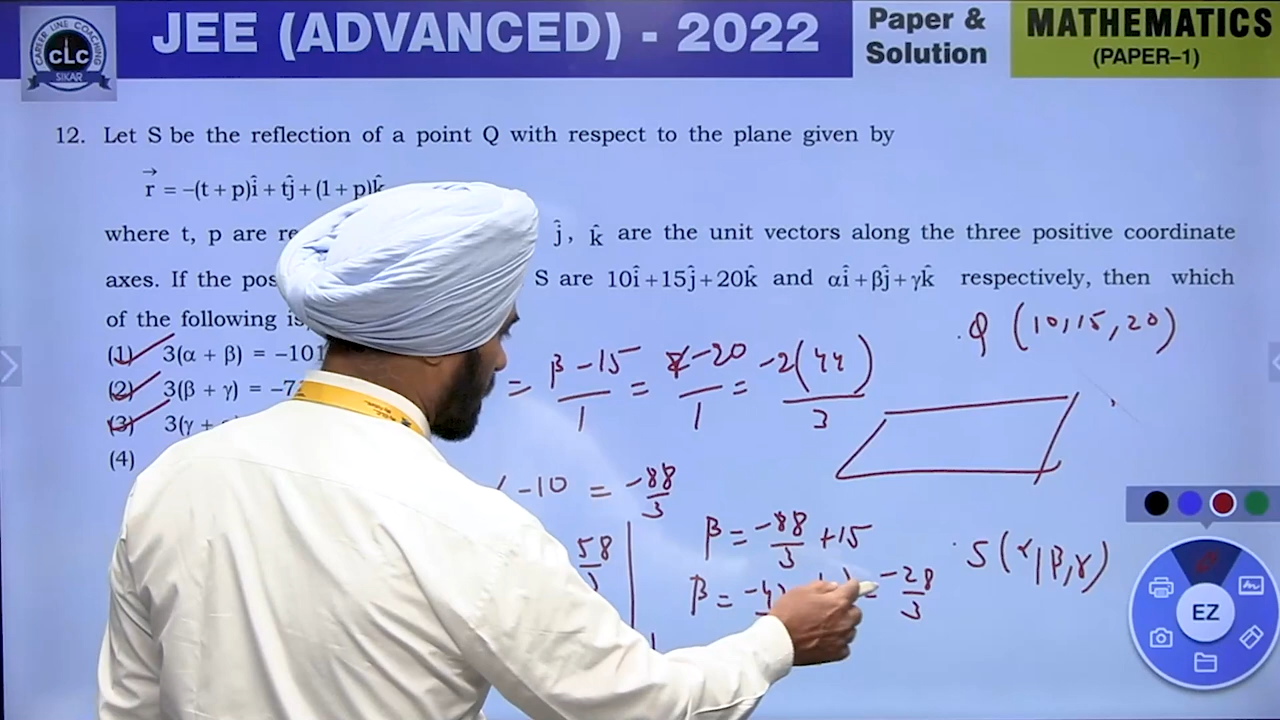 CAREER LINE COACHING
CLC
SIKAR
JEE (ADVANCED) - 2022
Paper &
Solution
MATHEMATICS
(PAPER–1)
12. Let S be the reflection of a point Q with respect to the plane given by
r⃗ = –(t + p)î + tĵ + (1 + p)k̂
where t, p are re ĵ, k̂ are the unit vectors along the three positive coordinate
axes. If the pos S are 10î + 15ĵ + 20k̂ and αî + βĵ + γk̂ respectively, then which
of the following is
(1) 3(α + β) = –101
(2) 3(β + γ) = –7
(3) 3(γ +
(4)
Q (10,15,20)
= β-15/1 = γ-20/1 = -2(44)/3
-10 = -88/3
58
β = -88/3 +15
β = -28/3
S(α,β,γ)
EZ